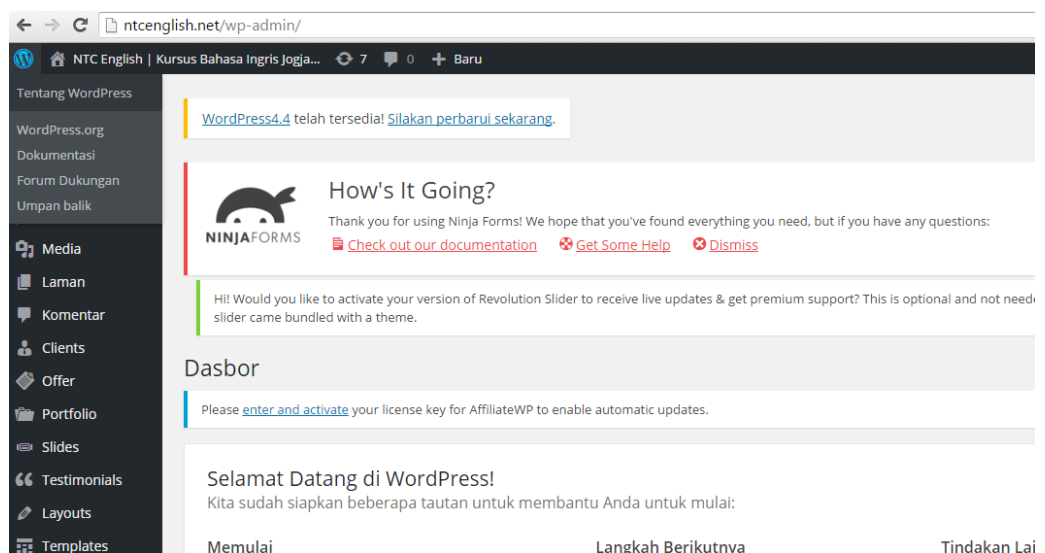 ntcenglish.net/wp-admin/
NTC English | Kursus Bahasa Ingris Jogja... 7 0 + Baru
Tentang WordPress
WordPress.org
Dokumentasi
Forum Dukungan
Umpan balik
Media
Laman
Komentar
Clients
Offer
Portfolio
Slides
Testimonials
Layouts
Templates
WordPress4.4 telah tersedia! Silakan perbarui sekarang.
NINJAFORMS
How's It Going?
Thank you for using Ninja Forms! We hope that you've found everything you need, but if you have any questions:
Check out our documentation Get Some Help Dismiss
Hi! Would you like to activate your version of Revolution Slider to receive live updates & get premium support? This is optional and not neede
slider came bundled with a theme.
Dasbor
Please enter and activate your license key for AffiliateWP to enable automatic updates.
Selamat Datang di WordPress!
Kita sudah siapkan beberapa tautan untuk membantu Anda untuk mulai:
Memulai Langkah Berikutnya Tindakan Lai